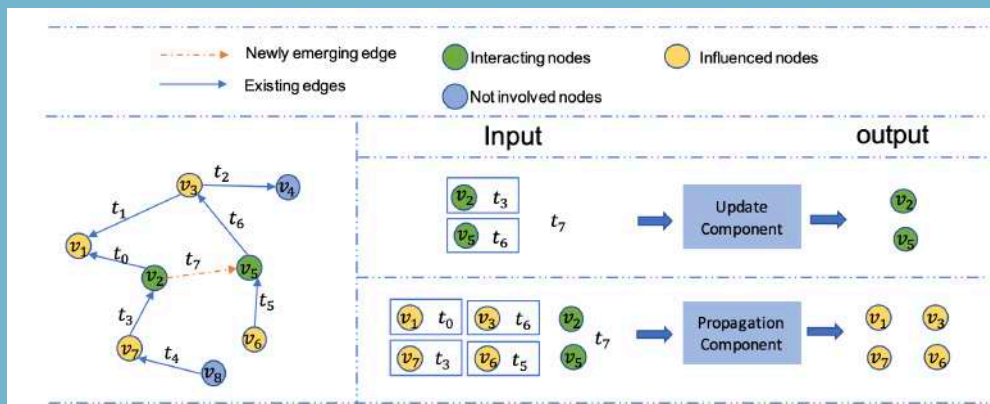 Newly emerging edge
Interacting nodes
Influenced nodes
Existing edges
Not involved nodes
Input
output
t₂
v₃
v₄
t₁
t₆
v₁
t₀
t₇
v₂
v₅
t₃
t₅
v₇
t₄
v₆
v₈
v₂ t₃
v₅ t₆
t₇
Update
Component
v₂
v₅
v₁ t₀ v₃ t₆ v₂
v₇ t₃ v₆ t₅ v₅
t₇
Propagation
Component
v₁ v₃
v₇ v₆